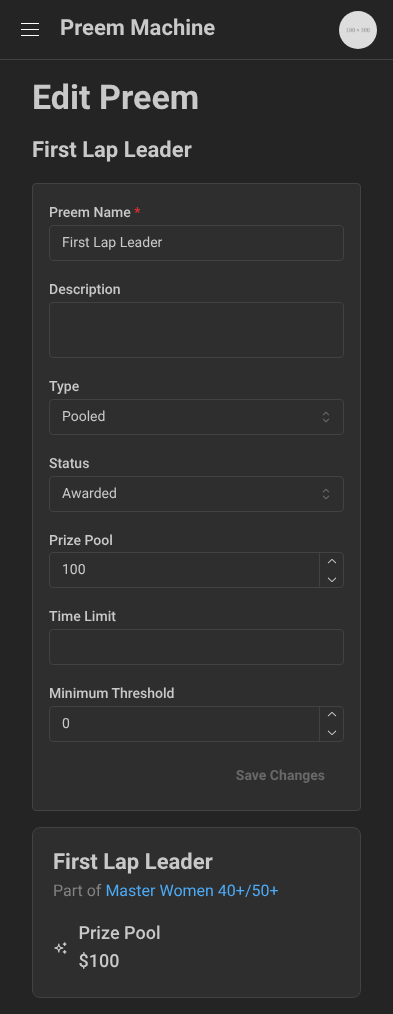 Preem Machine
100 × 100
Edit Preem
First Lap Leader
Preem Name *
First Lap Leader
Description
Type
Pooled
Status
Awarded
Prize Pool
100
Time Limit
Minimum Threshold
0
Save Changes
First Lap Leader
Part of Master Women 40+/50+
Prize Pool
$100